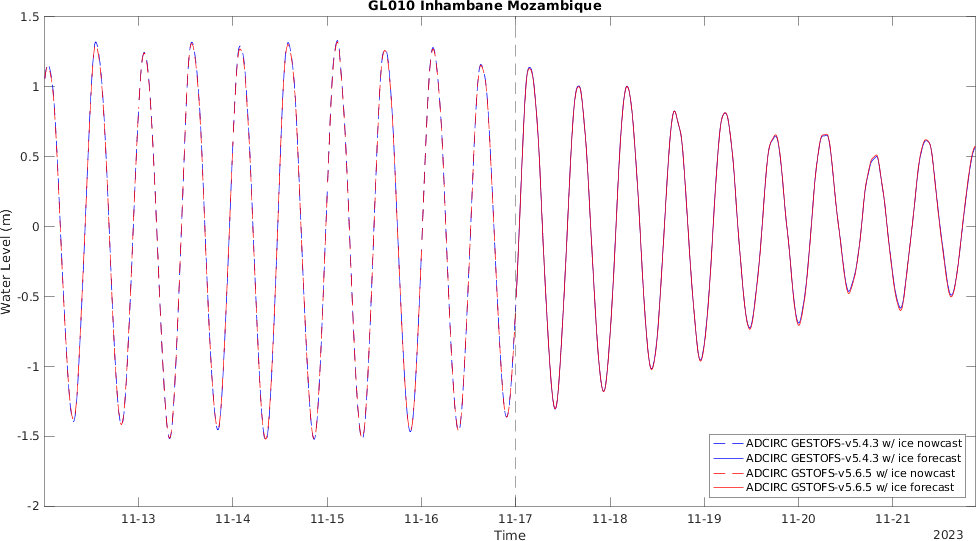 GL010 Inhambane Mozambique
1.5
1
0.5
0
-0.5
-1
-1.5
-2
Water Level (m)
11-13
11-14
11-15
11-16
11-17
11-18
11-19
11-20
11-21
Time
2023
ADCIRC GESTOFS-v5.4.3 w/ ice nowcast
ADCIRC GESTOFS-v5.4.3 w/ ice forecast
ADCIRC GSTOFS-v5.6.5 w/ ice nowcast
ADCIRC GSTOFS-v5.6.5 w/ ice forecast